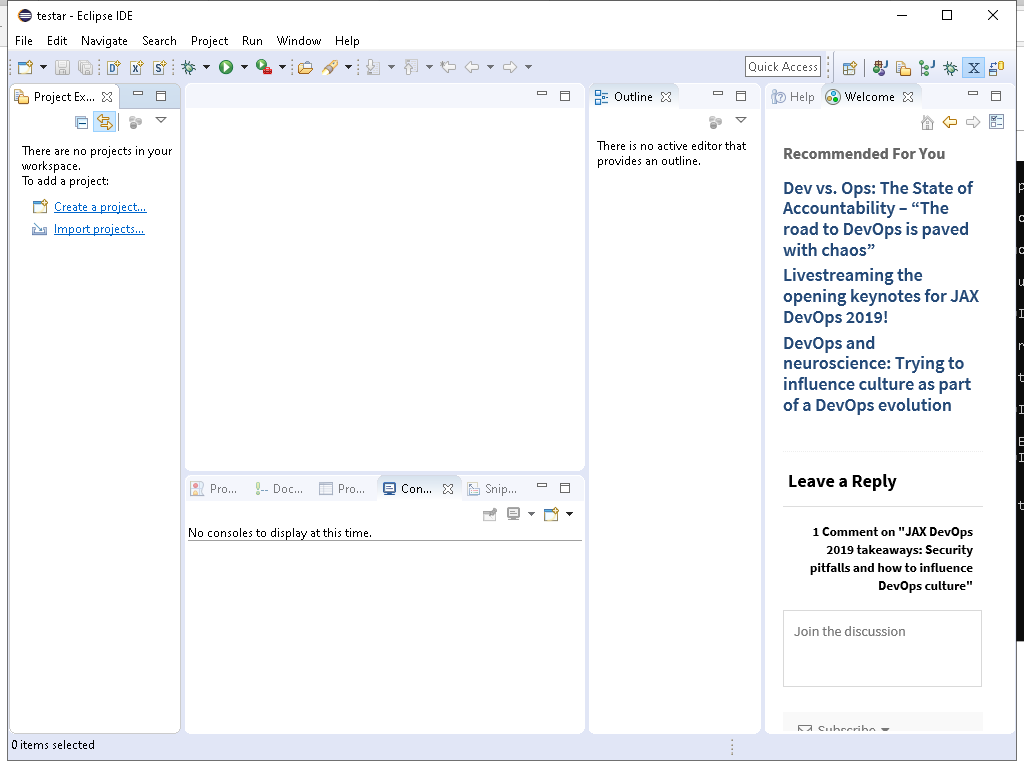 testar - Eclipse IDE
File Edit Navigate Search Project Run Window Help
Quick Access
Project Ex...
There are no projects in your
workspace.
To add a project:
Create a project...
Import projects...
Outline
There is no active editor that
provides an outline.
Help
Welcome
Recommended For You
Dev vs. Ops: The State of
Accountability – “The
road to DevOps is paved
with chaos”
Livestreaming the
opening keynotes for JAX
DevOps 2019!
DevOps and
neuroscience: Trying to
influence culture as part
of a DevOps evolution
Leave a Reply
1 Comment on "JAX DevOps
2019 takeaways: Security
pitfalls and how to influence
DevOps culture"
Join the discussion
Subscribe
Pro... Doc... Pro... Con... Snip...
No consoles to display at this time.
0 items selected